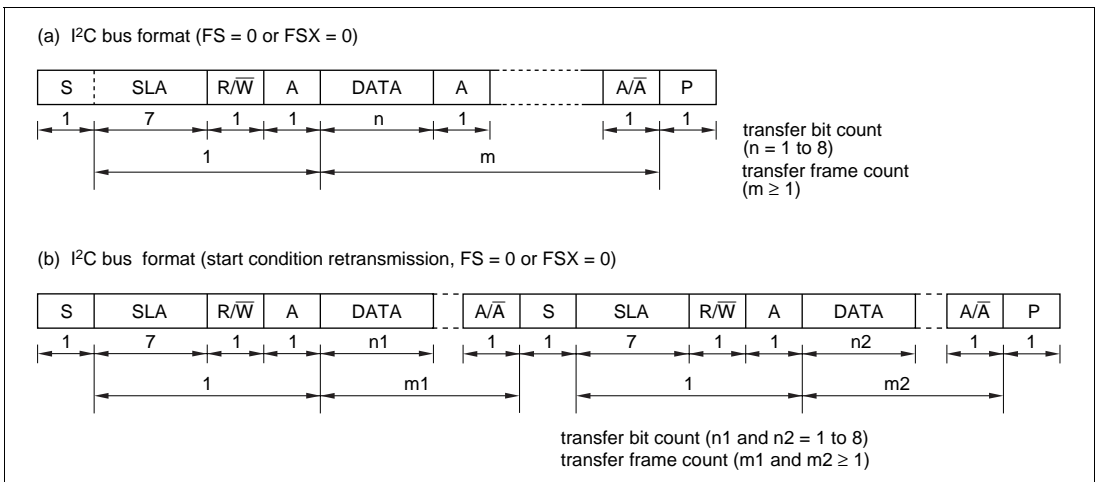 (a) I²C bus format (FS = 0 or FSX = 0)
S SLA R/W̅ A DATA A A/A̅ P
1 7 1 1 n 1 1 1
1 m
transfer bit count
(n = 1 to 8)
transfer frame count
(m ≥ 1)
(b) I²C bus format (start condition retransmission, FS = 0 or FSX = 0)
S SLA R/W̅ A DATA A/A̅ S SLA R/W̅ A DATA A/A̅ P
1 7 1 1 n1 1 1 7 1 1 n2 1 1
1 m1 1 m2
transfer bit count (n1 and n2 = 1 to 8)
transfer frame count (m1 and m2 ≥ 1)